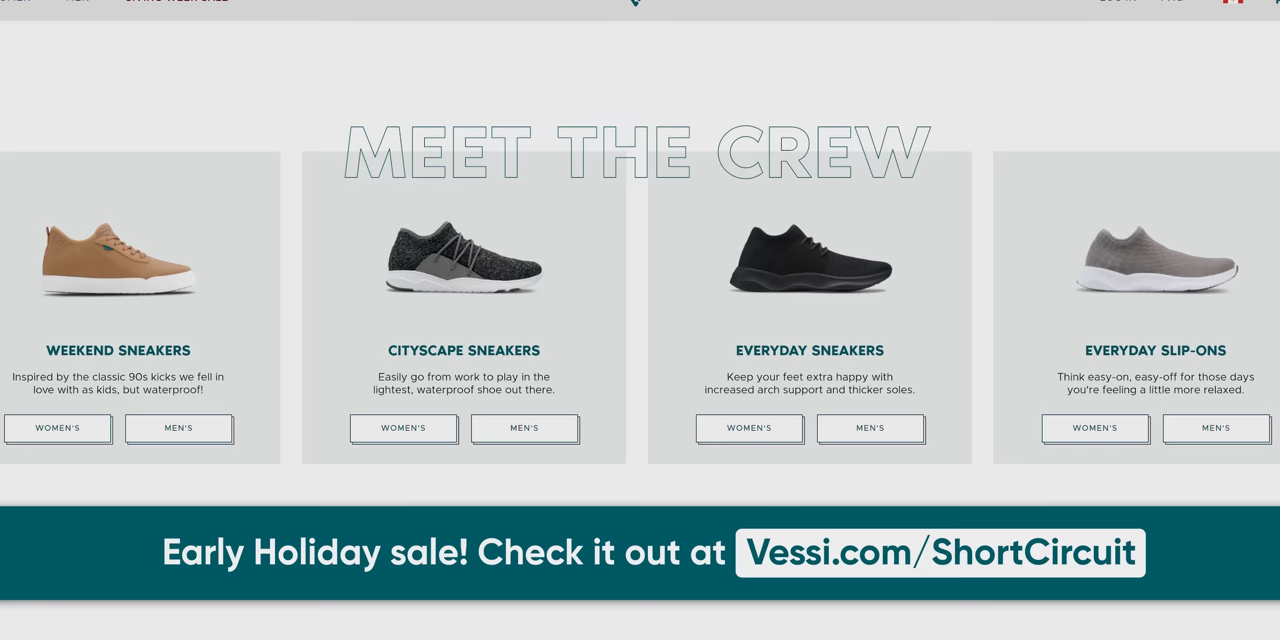 MEET THE CREW
WEEKEND SNEAKERS
Inspired by the classic 90s kicks we fell in
love with as kids, but waterproof!
WOMEN'S
MEN'S
CITYSCAPE SNEAKERS
Easily go from work to play in the
lightest, waterproof shoe out there.
WOMEN'S
MEN'S
EVERYDAY SNEAKERS
Keep your feet extra happy with
increased arch support and thicker soles.
WOMEN'S
MEN'S
EVERYDAY SLIP-ONS
Think easy-on, easy-off for those days
you're feeling a little more relaxed.
WOMEN'S
MEN'S
Early Holiday sale! Check it out at Vessi.com/ShortCircuit